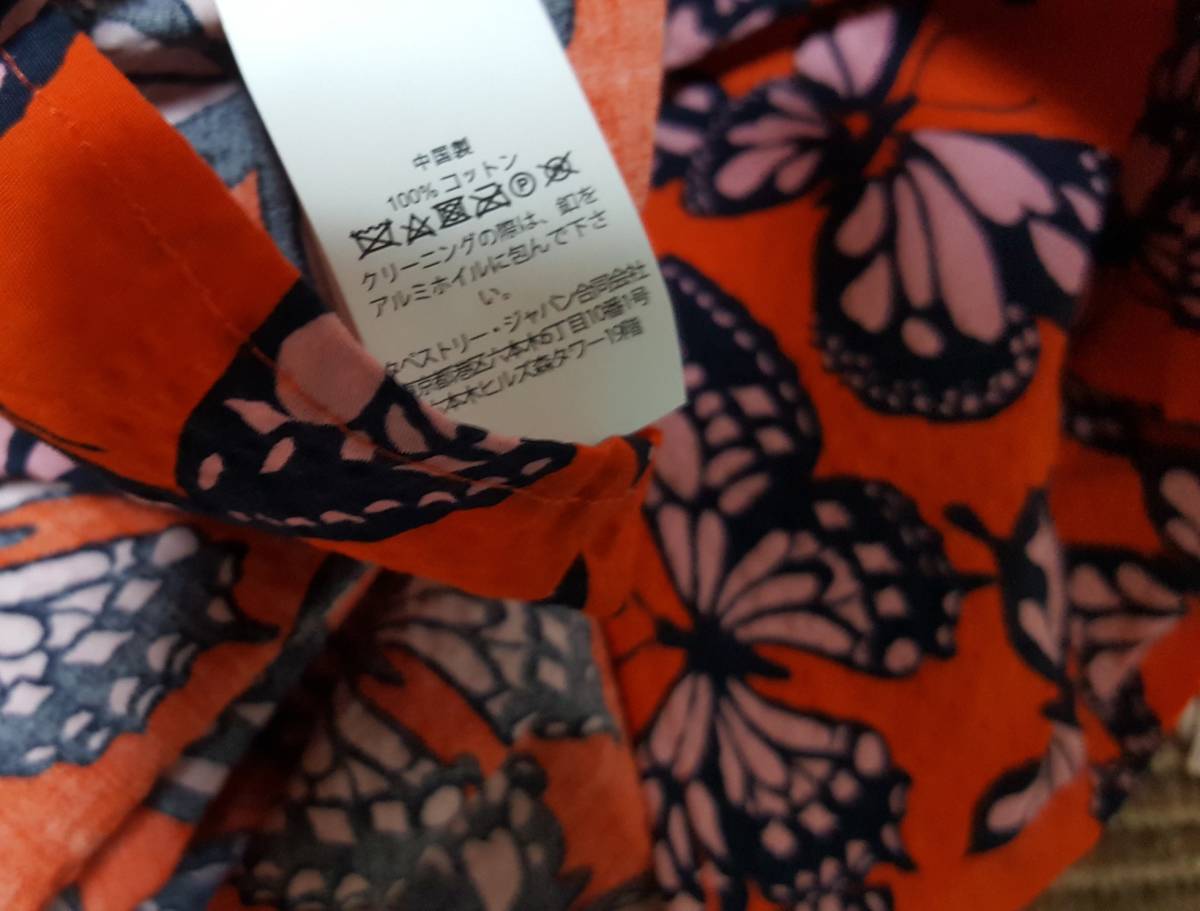 中国製
100% コットン
クリーニングの際は、釦を
アルミホイルに包んで下さ
い。
タペストリー・ジャパン合同会社
東京都港区六本木6丁目10番1号
六本木ヒルズ森タワー19階